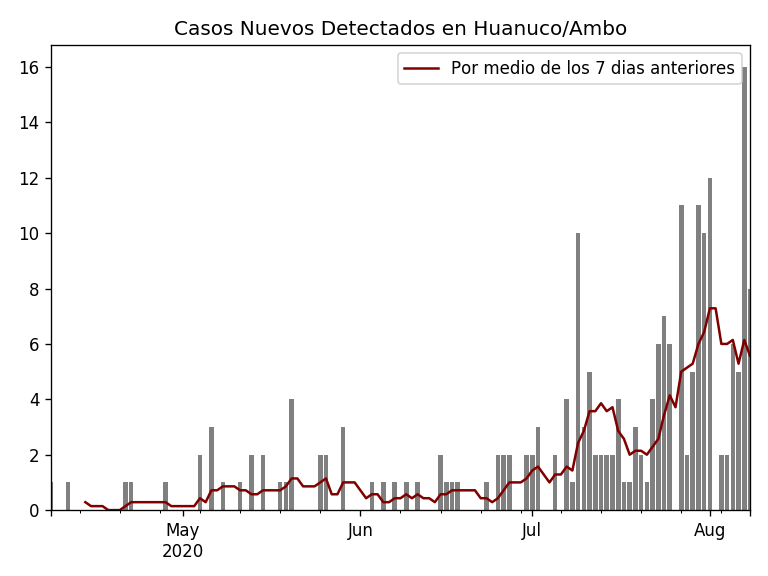 Casos Nuevos Detectados en Huanuco/Ambo
Por medio de los 7 dias anteriores
16
14
12
10
8
6
4
2
0
May
2020
Jun
Jul
Aug